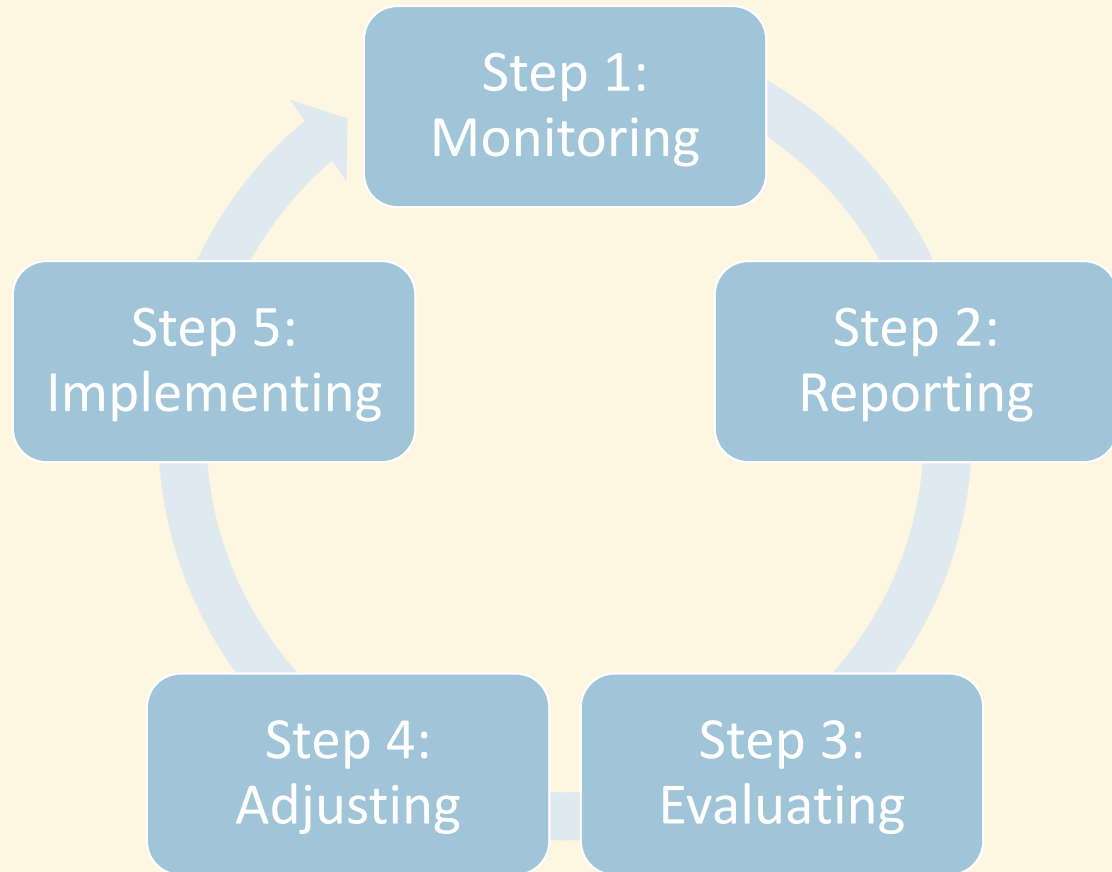 Step 1:
Monitoring
Step 2:
Reporting
Step 3:
Evaluating
Step 4:
Adjusting
Step 5:
Implementing